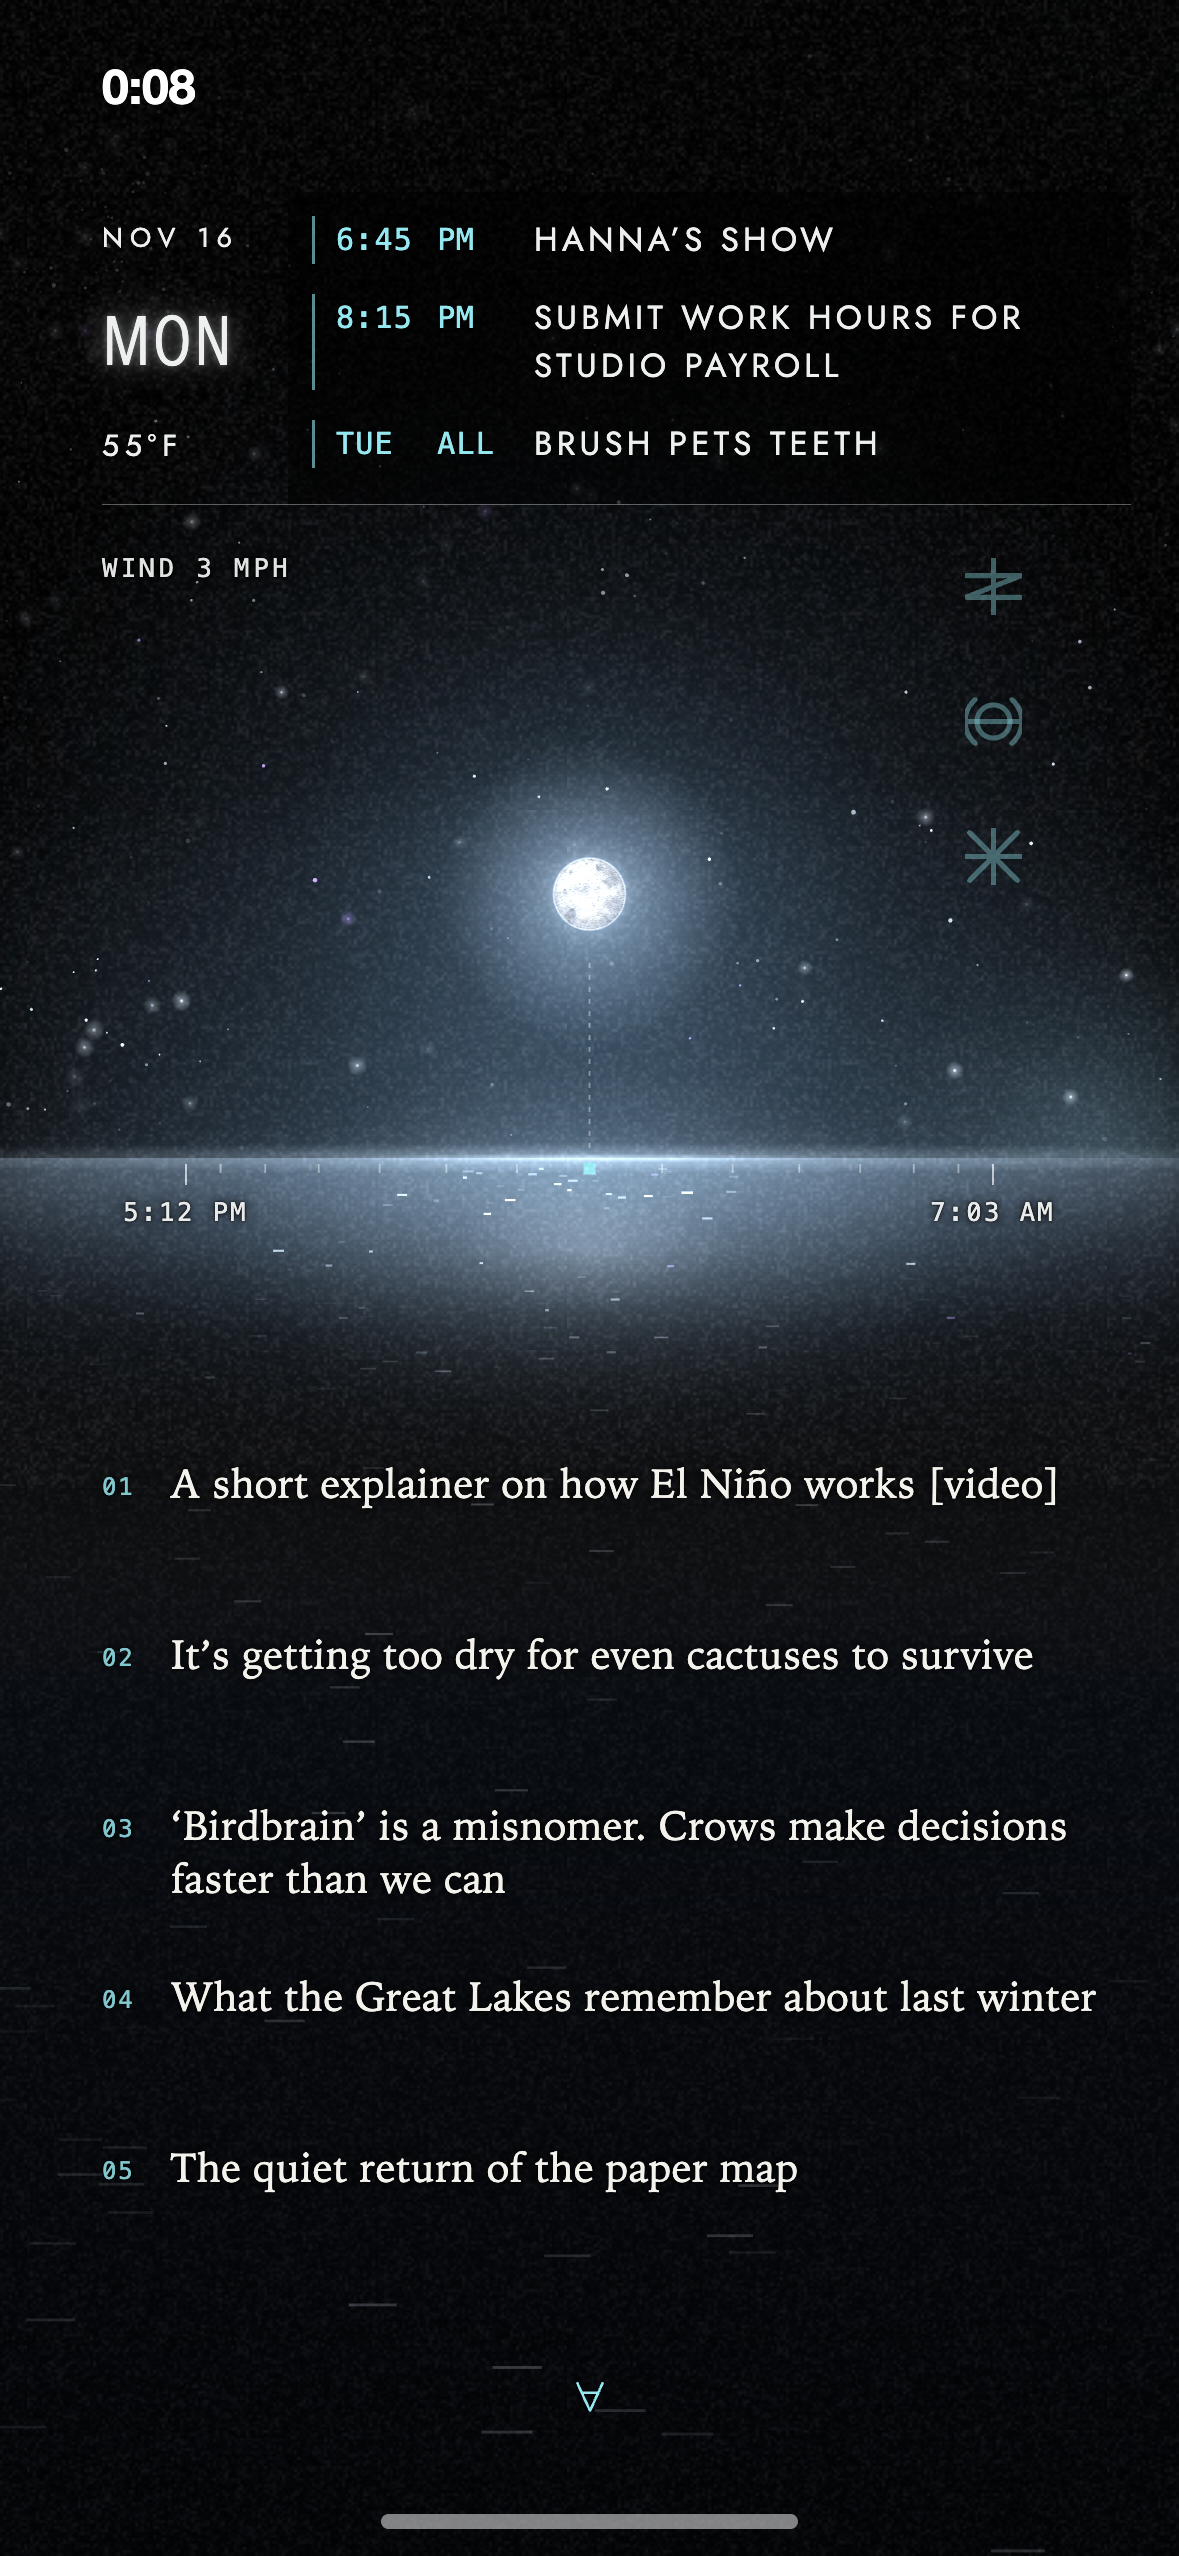 0:08
NOV 16
MON
55°F
6:45 PM HANNA’S SHOW
8:15 PM SUBMIT WORK HOURS FOR
STUDIO PAYROLL
TUE ALL BRUSH PETS TEETH
WIND 3 MPH
5:12 PM
7:03 AM
01 A short explainer on how El Niño works [video]
02 It’s getting too dry for even cactuses to survive
03 ‘Birdbrain’ is a misnomer. Crows make decisions
faster than we can
04 What the Great Lakes remember about last winter
05 The quiet return of the paper map